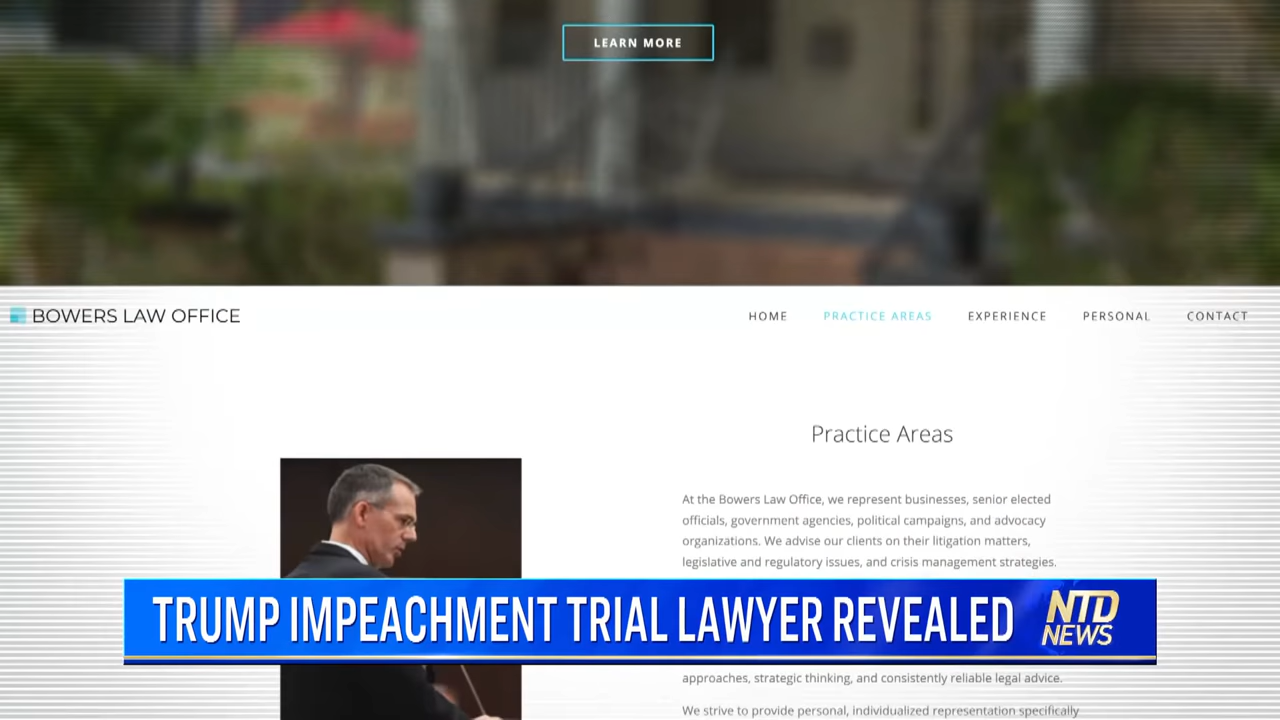 LEARN MORE
BOWERS LAW OFFICE
HOME PRACTICE AREAS EXPERIENCE PERSONAL CONTACT
Practice Areas
At the Bowers Law Office, we represent businesses, senior elected
officials, government agencies, political campaigns, and advocacy
organizations. We advise our clients on their litigation matters,
legislative and regulatory issues, and crisis management strategies.
TRUMP IMPEACHMENT TRIAL LAWYER REVEALED
NTD
NEWS
approaches, strategic thinking, and consistently reliable legal advice.
We strive to provide personal, individualized representation specifically